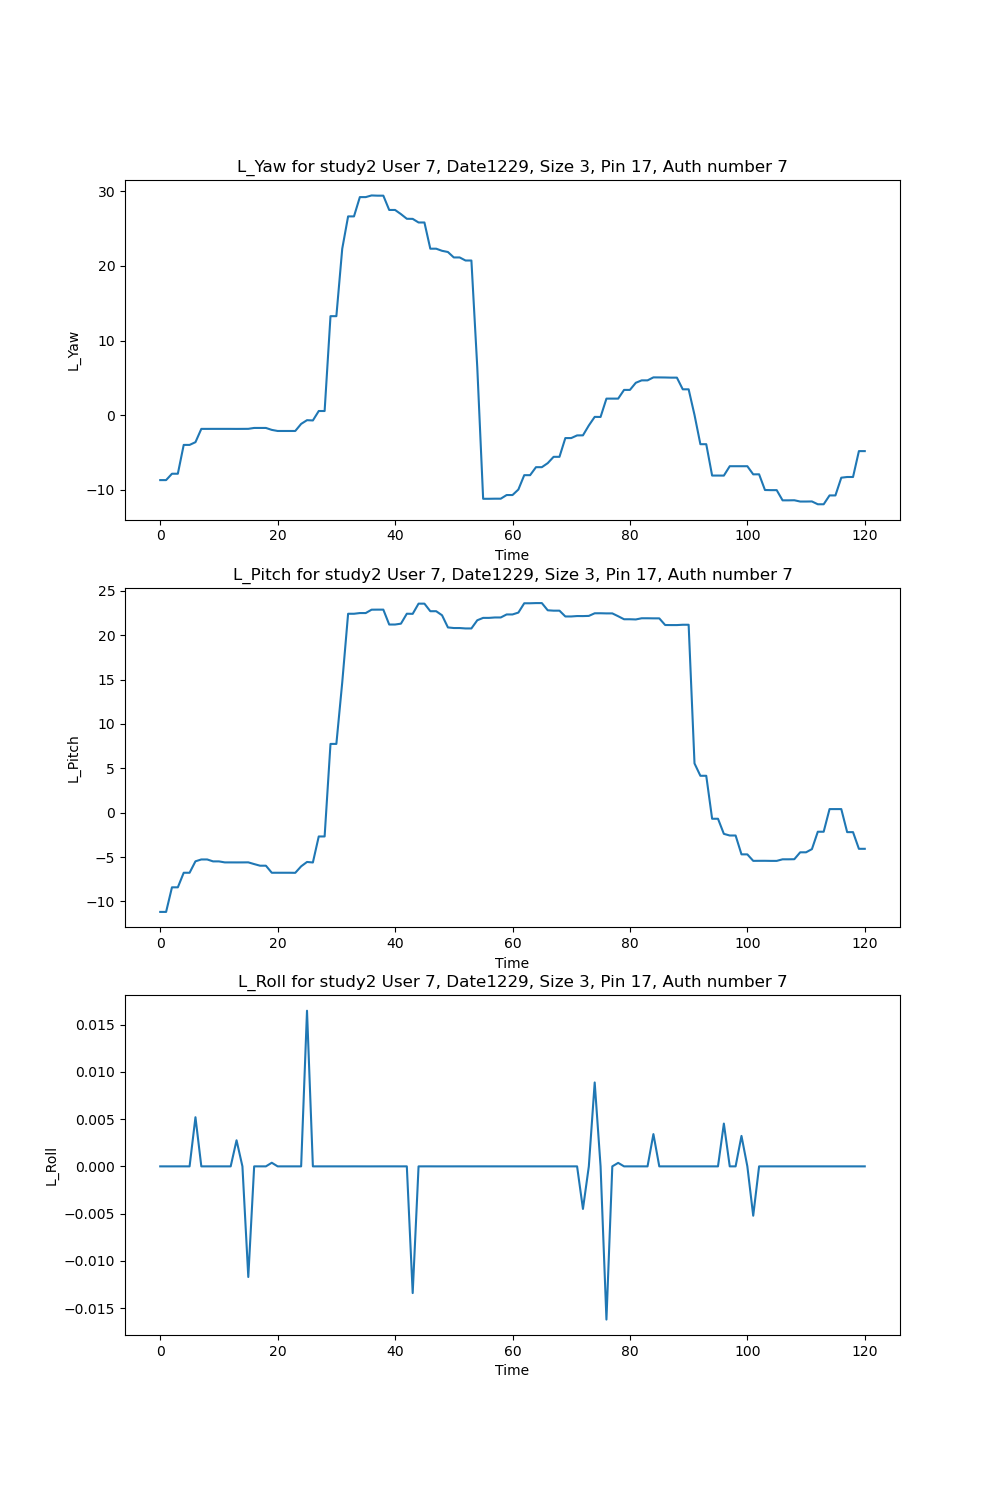 L_Yaw for study2 User 7, Date1229, Size 3, Pin 17, Auth number 7
30
20
10
0
−10
L_Yaw
0 20 40 60 80 100 120
Time
L_Pitch for study2 User 7, Date1229, Size 3, Pin 17, Auth number 7
25
20
15
10
5
0
−5
−10
L_Pitch
0 20 40 60 80 100 120
Time
L_Roll for study2 User 7, Date1229, Size 3, Pin 17, Auth number 7
0.015
0.010
0.005
0.000
−0.005
−0.010
−0.015
L_Roll
0 20 40 60 80 100 120
Time